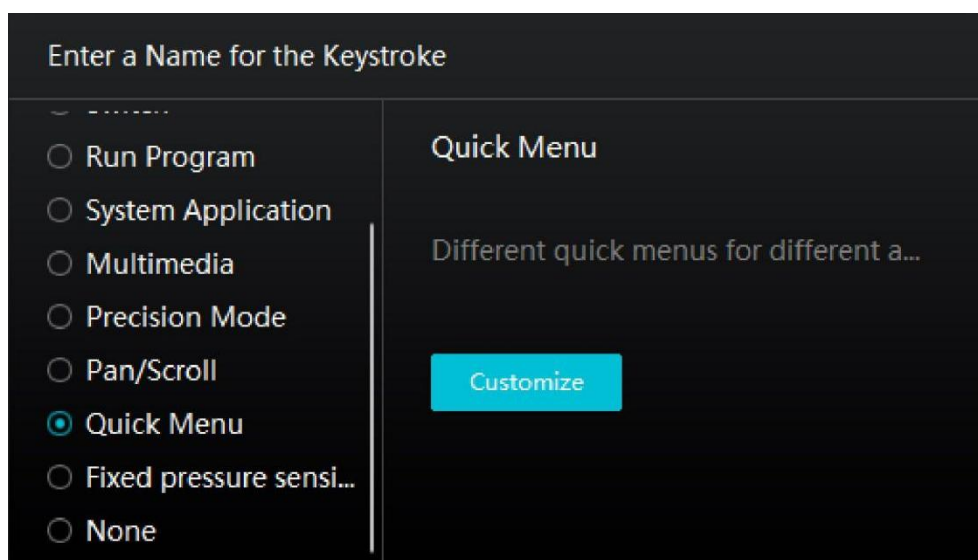 Enter a Name for the Keystroke
Run Program
System Application
Multimedia
Precision Mode
Pan/Scroll
Quick Menu
Fixed pressure sensi...
None
Quick Menu
Different quick menus for different a...
Customize